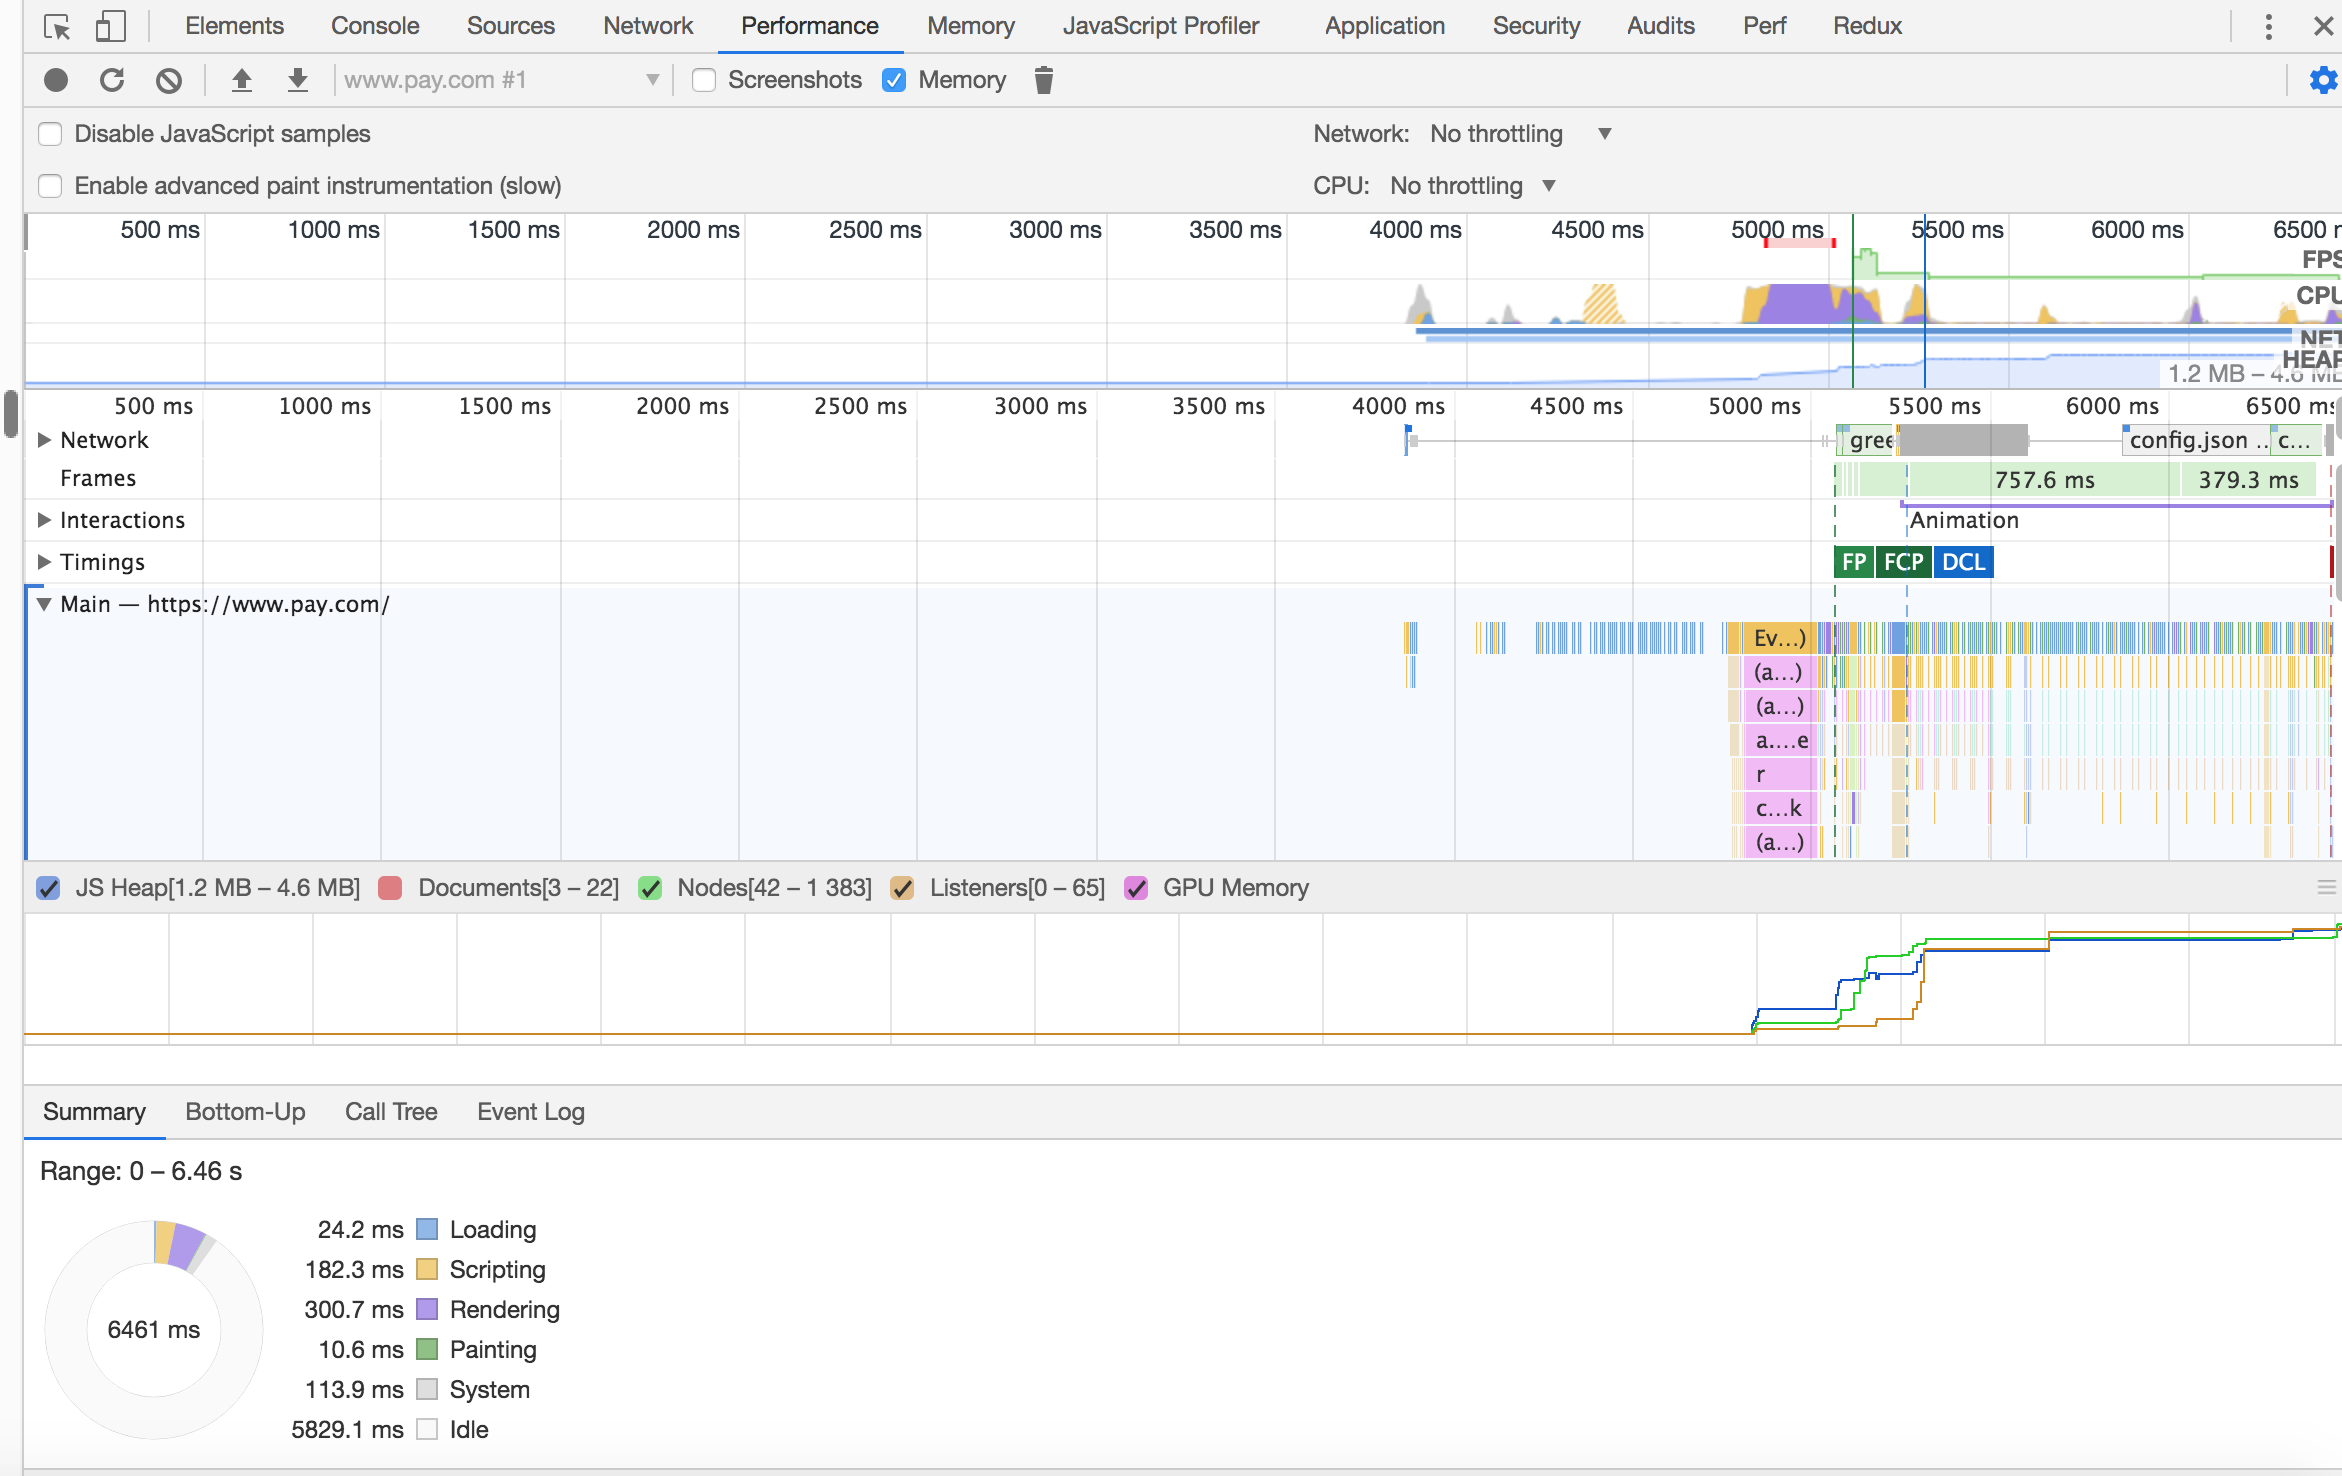 Elements Console Sources Network Performance Memory JavaScript Profiler Application Security Audits Perf Redux
www.pay.com #1 Screenshots Memory
Disable JavaScript samples Network: No throttling
Enable advanced paint instrumentation (slow) CPU: No throttling
500 ms 1000 ms 1500 ms 2000 ms 2500 ms 3000 ms 3500 ms 4000 ms 4500 ms 5000 ms 5500 ms 6000 ms 6500 m
FPS
CPU
NET
HEAP
1.2 MB – 4.6 MB
500 ms 1000 ms 1500 ms 2000 ms 2500 ms 3000 ms 3500 ms 4000 ms 4500 ms 5000 ms 5500 ms 6000 ms 6500 ms
Network gree config.json ... c...
Frames 757.6 ms 379.3 ms
Interactions Animation
Timings FP FCP DCL
Main — https://www.pay.com/
Ev...)
(a...)
(a...)
a....e
r
c...k
(a...)
JS Heap[1.2 MB – 4.6 MB] Documents[3 – 22] Nodes[42 – 1 383] Listeners[0 – 65] GPU Memory
Summary Bottom-Up Call Tree Event Log
Range: 0 – 6.46 s
24.2 ms Loading
182.3 ms Scripting
300.7 ms Rendering
6461 ms
10.6 ms Painting
113.9 ms System
5829.1 ms Idle